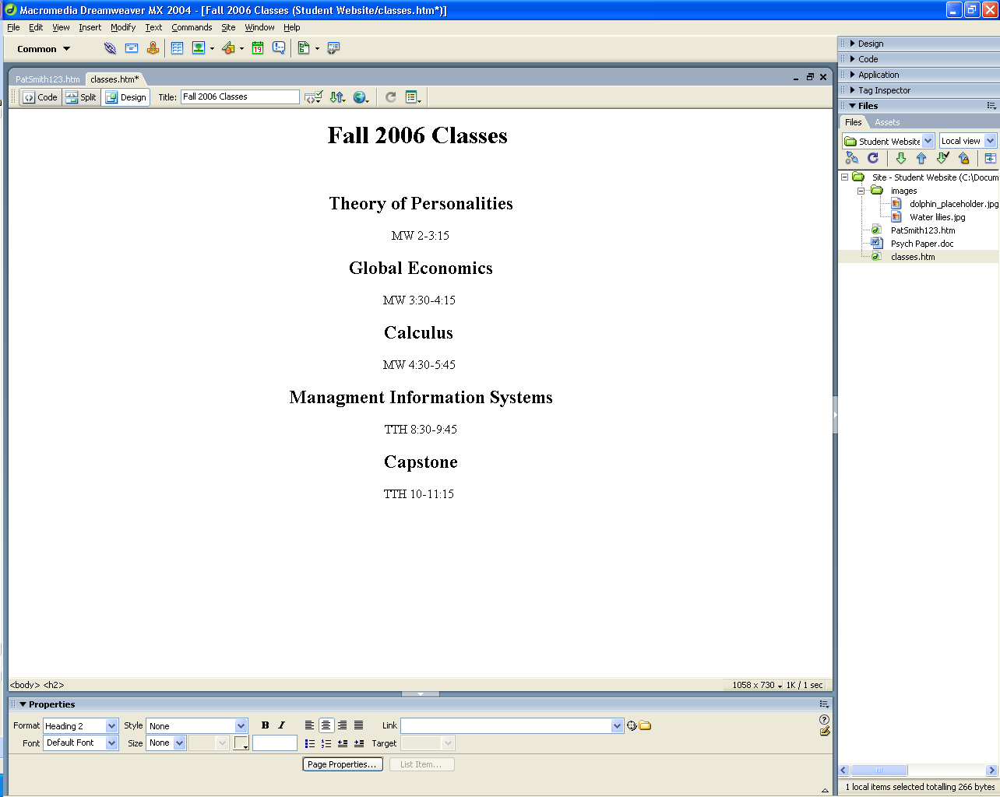 Macromedia Dreamweaver MX 2004 - [Fall 2006 Classes (Student Website/classes.htm*)]
File Edit View Insert Modify Text Commands Site Window Help
Common
19
PatSmith123.htm classes.htm*
Code Split Design Title: Fall 2006 Classes
Fall 2006 Classes
Theory of Personalities
MW 2-3:15
Global Economics
MW 3:30-4:15
Calculus
MW 4:30-5:45
Managment Information Systems
TTH 8:30-9:45
Capstone
TTH 10-11:15
<body> <h2> 1058 x 730 1K / 1 sec
Properties
Format Heading 2 Style None B I Link
Font Default Font Size None Target
Page Properties... List Item...
Design
Code
Application
Tag Inspector
Files
Files Assets
Student Website Local view
Site - Student Website (C:\Docum
images
dolphin_placeholder.jpg
Water lilies.jpg
PatSmith123.htm
Psych Paper.doc
classes.htm
1 local items selected totalling 266 bytes